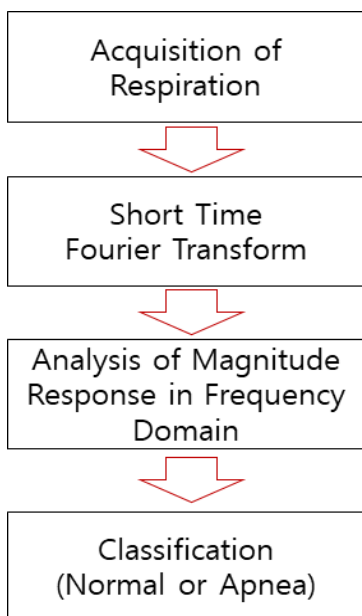 Acquisition of
Respiration
Short Time
Fourier Transform
Analysis of Magnitude
Response in Frequency
Domain
Classification
(Normal or Apnea)